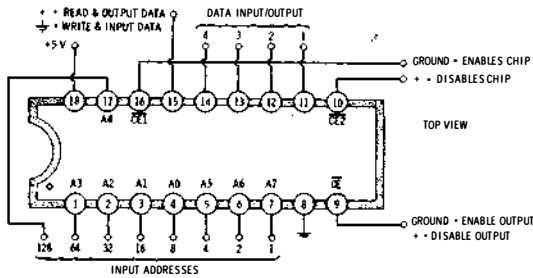 + = READ & OUTPUT DATA
⏚ = WRITE & INPUT DATA
DATA INPUT/OUTPUT
+5 V
4 3 2 1
GROUND = ENABLES CHIP
+ = DISABLES CHIP
18 17 16 15 14 13 12 11 10
A4 CE1 CE2
TOP VIEW
A3 A2 A1 A0 A5 A6 A7 OE
1 2 3 4 5 6 7 8 9
128 64 32 16 8 4 2 1
GROUND = ENABLE OUTPUT
+ = DISABLE OUTPUT
INPUT ADDRESSES